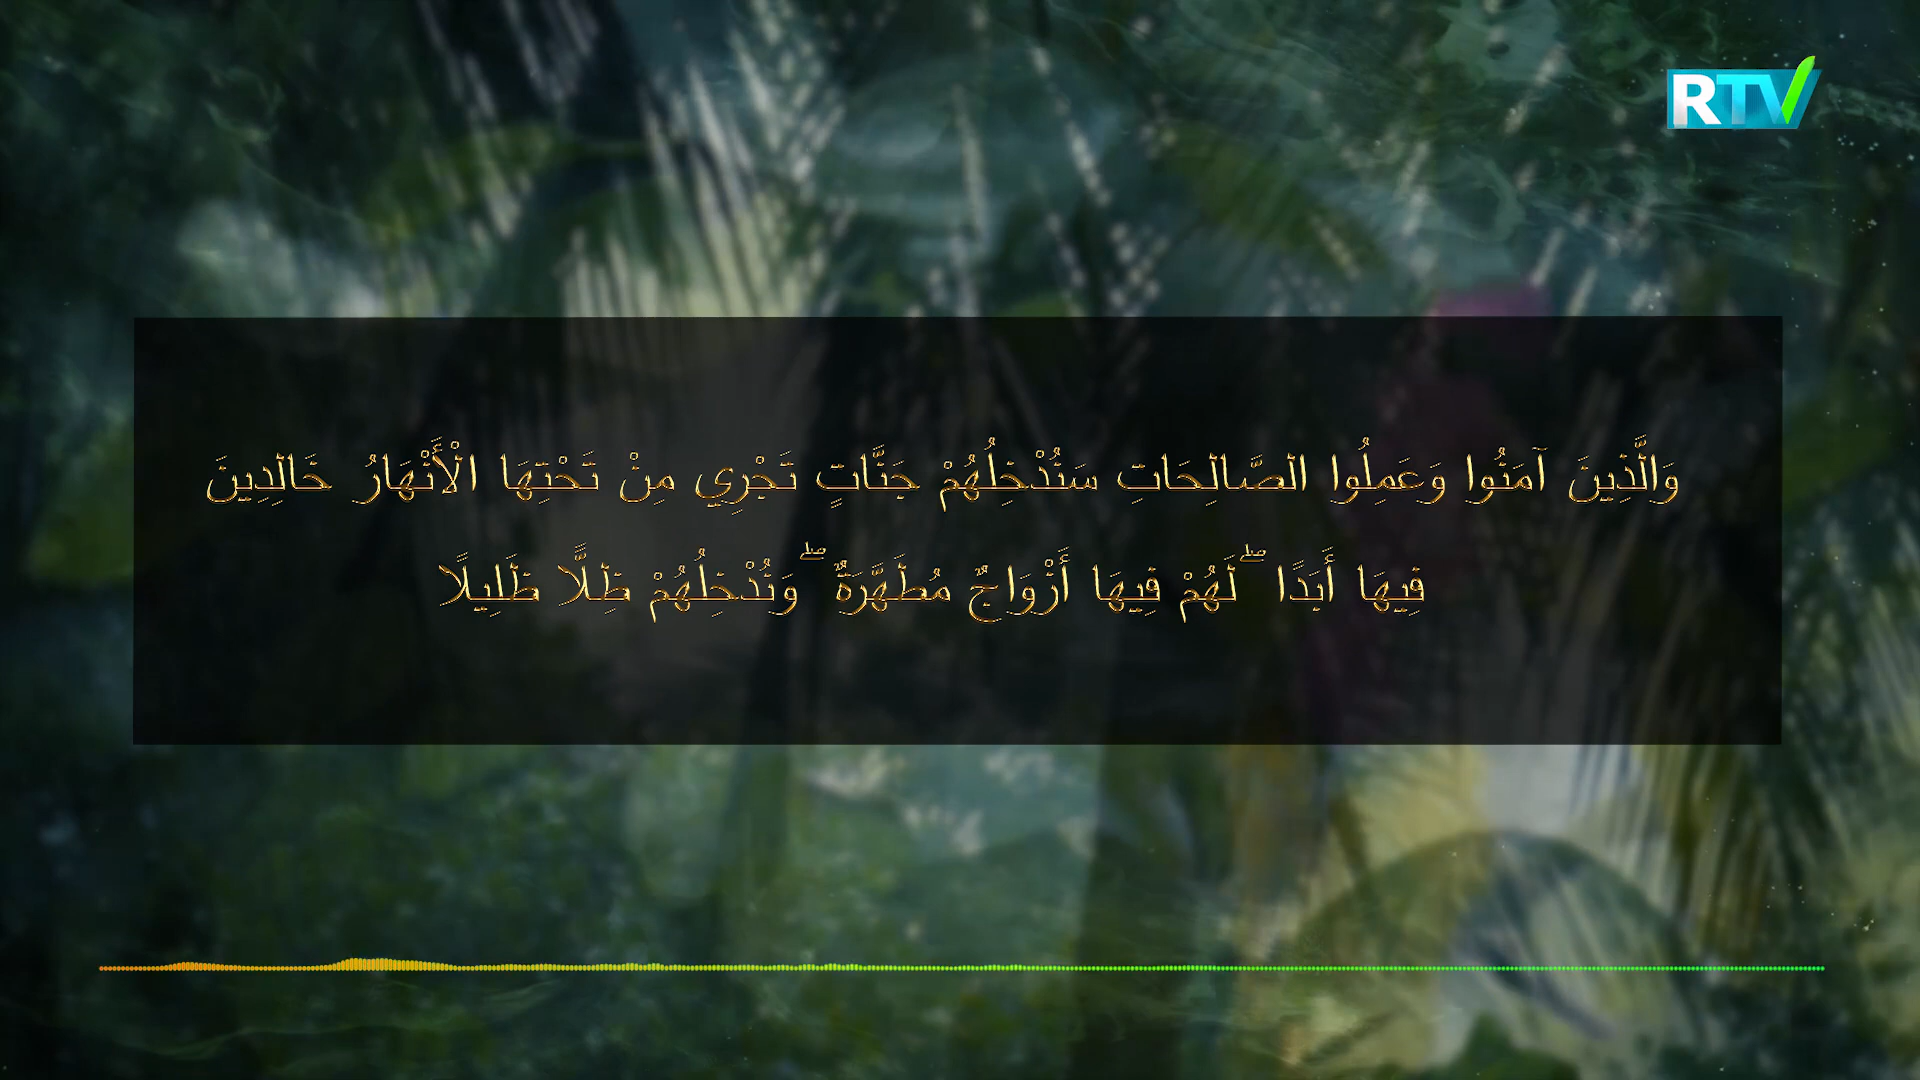 RTV
وَالَّذِينَ آمَنُوا وَعَمِلُوا الصَّالِحَاتِ سَنُدْخِلُهُمْ جَنَّاتٍ تَجْرِي مِنْ تَحْتِهَا الْأَنْهَارُ خَالِدِينَ
فِيهَا أَبَدًا ۖ لَهُمْ فِيهَا أَزْوَاجٌ مُطَهَّرَةٌ ۖ وَنُدْخِلُهُمْ ظِلًّا ظَلِيلًا